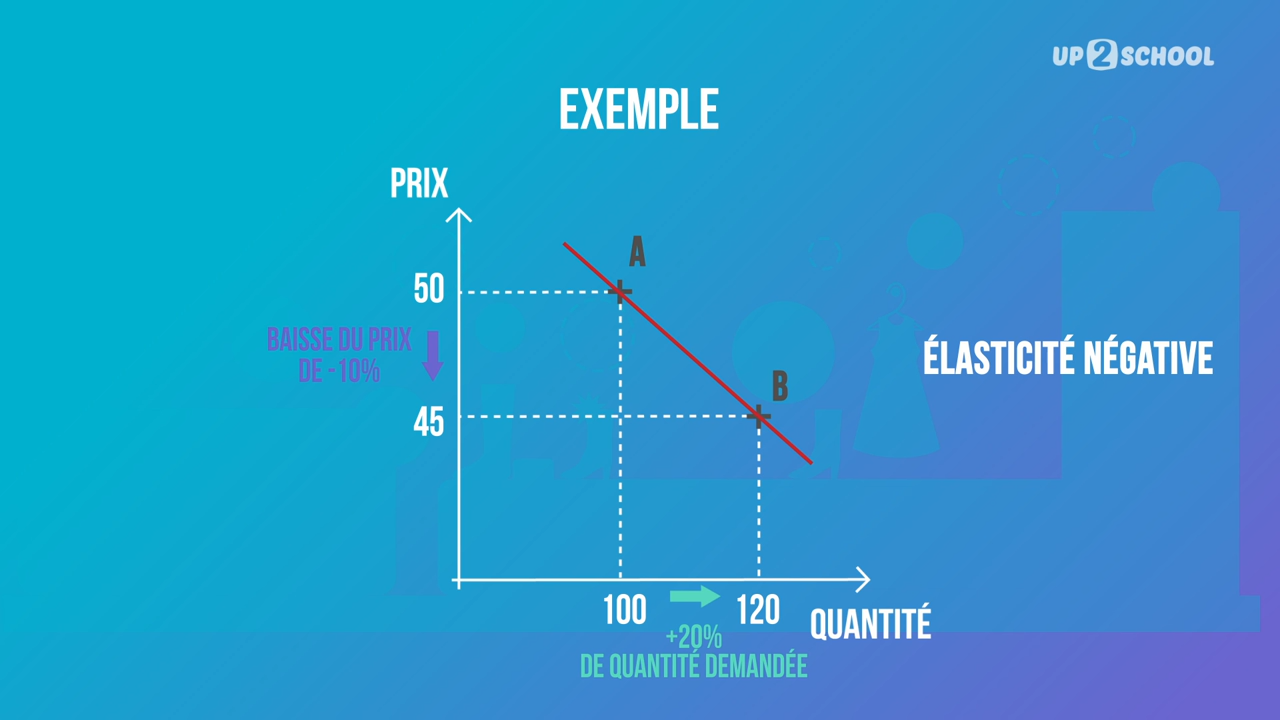 UP2SCHOOL
EXEMPLE
PRIX
A
50
BAISSE DU PRIX
DE -10%
ÉLASTICITÉ NÉGATIVE
B
45
100
120
QUANTITÉ
+20%
DE QUANTITÉ DEMANDÉE